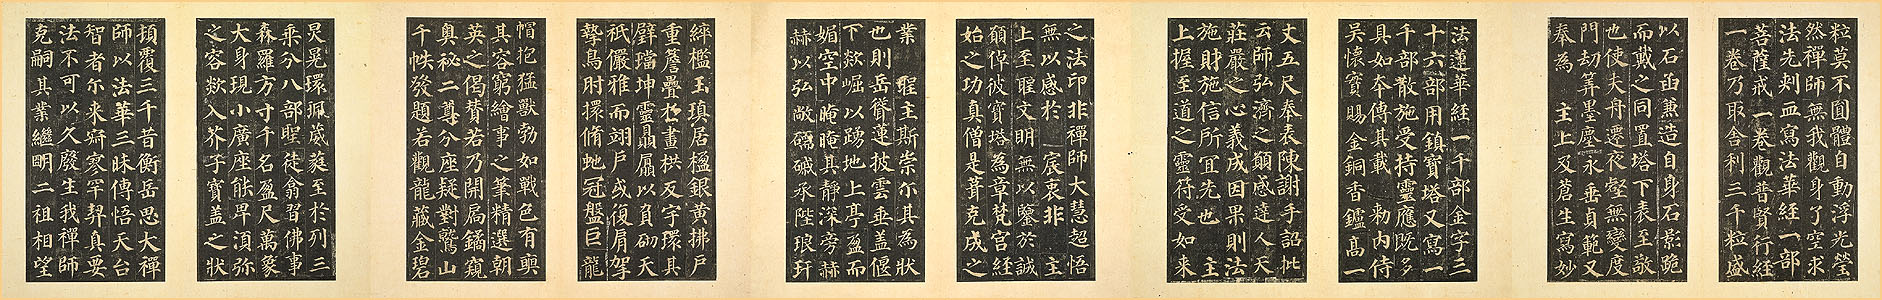 粒莫不圓體自動浮光瑩
然禪師無我觀身了空求
法先刺血寫法華經一部
菩薩戒一卷觀普賢行經
一卷乃取舍利三千粒盛
以石函兼造自身石影跪
而戴之同置塔下表至敬
也使夫舟遷夜壑無變度
門劫筭墨塵永垂貞範又
奉為 主上及蒼生寫妙
法蓮華經一千部金字三
十六部用鎮寶塔又寫一
千部散施受持靈應既多
具如本傳其載 敕內侍
吳懷實賜金銅香鑪高一
丈五尺奉表陳謝手詔批
云師弘濟之願感達人天
莊嚴之心義成因果則法
施財施信所宜先也 主
上握至道之靈符受如来
之法印非禪師大慧超悟
無以感於 宸衷非 主
上至聖文明無以鑒於誠
願倬彼寶塔為章梵宮經
始之功真僧是葺克成之
業 聖主斯崇尔其為狀
也則岳聳蓮披雲垂蓋偃
下欻崛以踴地上亭盈而
媚空中晻晻其靜深旁赫
赫以弘敞礝磩承陛琅玕
綷檻玉瑱居楹銀黃拂戶
重簷疊於畫栱反宇環其
璧璫坤靈贔屭以負砌天
祇儼雅而翊戶或復肩拏
摯鳥肘擐脩虵冠盤巨龍
帽抱猛獸勃如戰色有奭
其容窮繪事之筆精選朝
英之偈贊若乃開扃鐍窺
奧秘二尊分座疑對鷲山
千帙發題若觀龍藏金碧
炅晃環珮葳蕤至於列三
乘分八部聖徒翕習佛事
森羅方寸千名盈尺萬象
大身現小廣座能卑須弥
之容欻入芥子寶蓋之狀
頓覆三千昔衡岳思大禪
師以法華三昧傳悟天台
智者尔来寂寥罕契真要
法不可以久廢生我禪師
克嗣其業繼明二祖相望